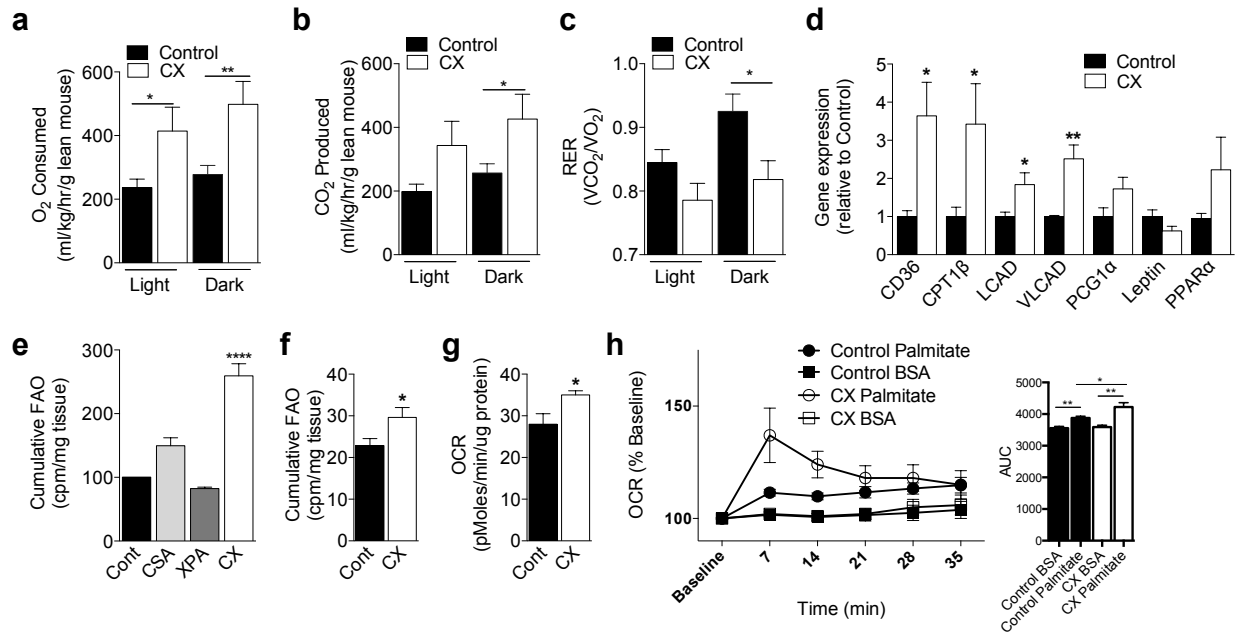 a
Control
CX
600
400
200
0
O2 Consumed
(ml/kg/hr/g lean mouse)
*
**
Light
Dark
b
Control
CX
600
400
200
0
CO2 Produced
(ml/kg/hr/g lean mouse)
*
Light
Dark
c
Control
CX
1.0
0.9
0.8
0.7
RER
(VCO2/VO2)
*
Light
Dark
d
Control
CX
5
4
3
2
1
0
Gene expression
(relative to Control)
*
*
*
**
CD36
CPT1β
LCAD
VLCAD
PCG1α
Leptin
PPARα
e
300
200
100
0
Cumulative FAO
(cpm/mg tissue)
****
Cont
CSA
XPA
CX
f
40
30
20
10
0
Cumulative FAO
(cpm/mg tissue)
*
Cont
CX
g
40
30
20
10
0
OCR
(pMoles/min/ug protein)
*
Cont
CX
h
Control Palmitate
Control BSA
CX Palmitate
CX BSA
150
100
OCR (% Baseline)
Baseline
7
14
21
28
35
Time (min)
5000
4000
3000
2000
1000
0
AUC
**
**
*
Control BSA
Control Palmitate
CX BSA
CX Palmitate